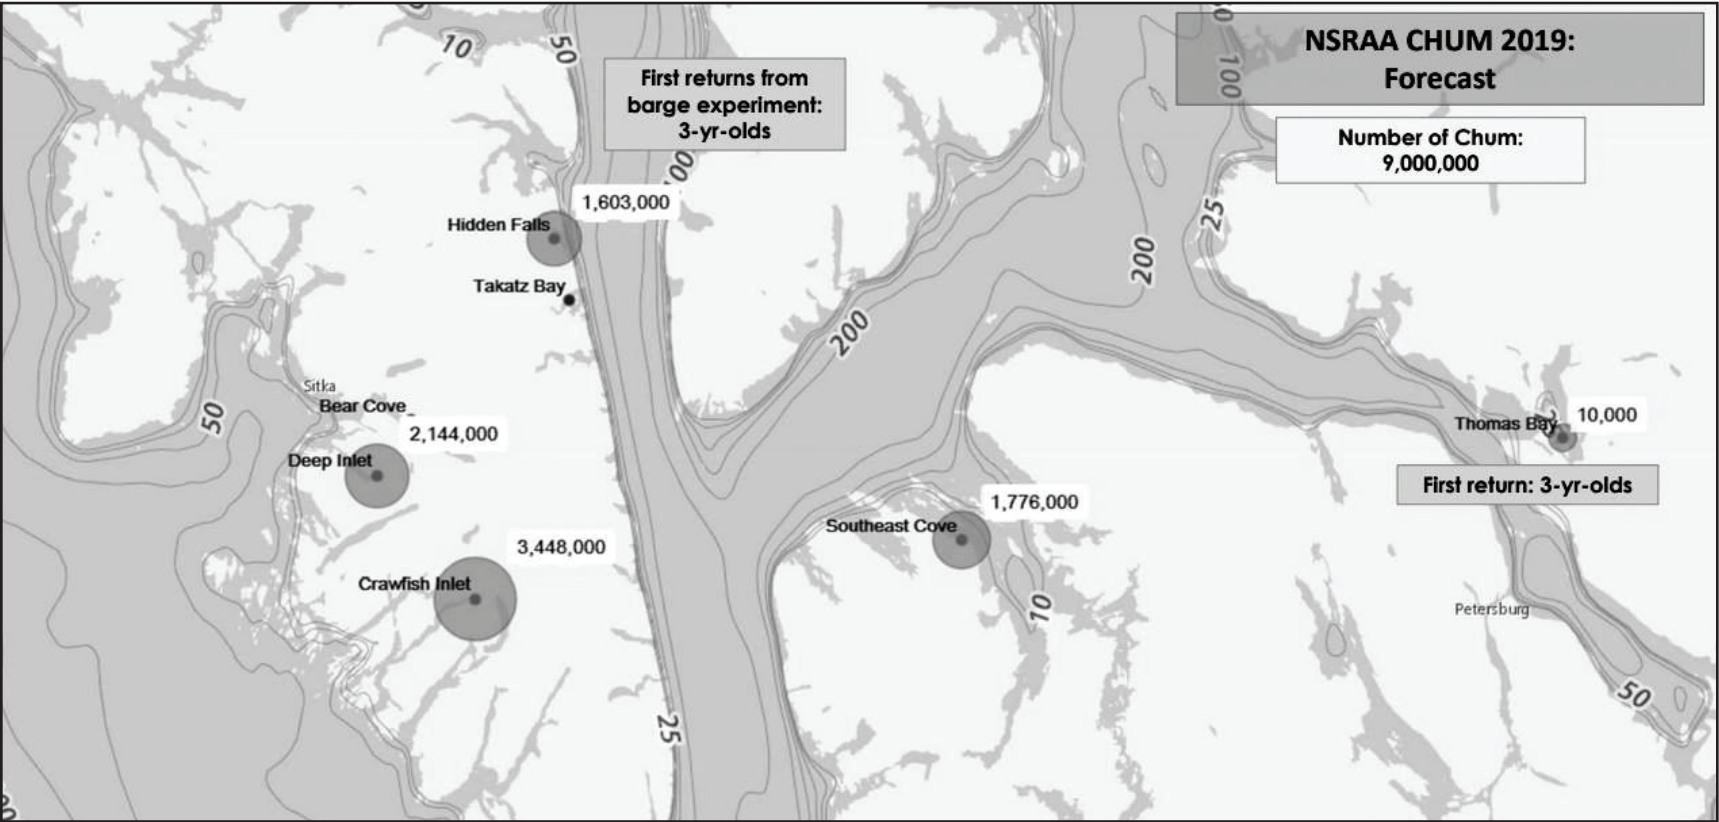 10
50
First returns from
barge experiment:
3-yr-olds
100
NSRAA CHUM 2019:
Forecast
Number of Chum:
9,000,000
1,603,000
Hidden Falls
Takatz Bay
25
200
200
Sitka
Bear Cove
50
2,144,000
Deep Inlet
10,000
Thomas Bay
First return: 3-yr-olds
1,776,000
Southeast Cove
3,448,000
Crawfish Inlet
10
Petersburg
50
25